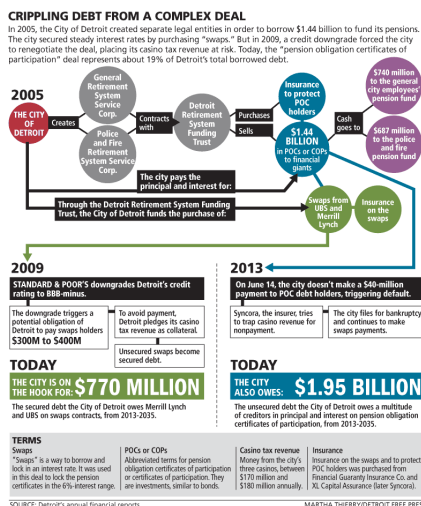 CRIPPLING DEBT FROM A COMPLEX DEAL
In 2005, the City of Detroit created separate legal entities in order to borrow $1.44 billion to fund its pensions.
The city secured steady interest rates by purchasing "swaps." But in 2009, a credit downgrade forced the city
to renegotiate the deal, placing its casino tax revenue at risk. Today, the "pension obligation certificates of
participation" deal represents about 19% of Detroit's total borrowed debt.
2005
THE CITY
OF
DETROIT
Creates
General
Retirement
System
Service
Corp.
Police
and Fire
Retirement
System Service
Corp.
Contracts
with
Detroit
Retirement
System
Funding
Trust
Purchases
Sells
Insurance
to protect
POC
holders
$1.44
BILLION
in POCs or COPs
to financial
giants
Cash
goes to
$740 million
to the general
city employees'
pension fund
$687 million
to the police
and fire
pension fund
The city pays the
principal and interest for:
Through the Detroit Retirement System Funding
Trust, the City of Detroit funds the purchase of:
Swaps from
UBS and
Merrill
Lynch
Insurance
on the
swaps
2009
STANDARD & POOR'S downgrades Detroit's credit
rating to BBB-minus.
The downgrade triggers a
potential obligation of
Detroit to pay swaps holders
$300M to $400M
To avoid payment,
Detroit pledges its casino
tax revenue as collateral.
Unsecured swaps become
secured debt.
TODAY
THE CITY IS ON
THE HOOK FOR: $770 MILLION
The secured debt the City of Detroit owes Merrill Lynch
and UBS on swaps contracts, from 2013-2035.
2013
On June 14, the city doesn't make a $40-million
payment to POC debt holders, triggering default.
Syncora, the insurer, tries
to trap casino revenue for
nonpayment.
The city files for bankruptcy
and continues to make
swaps payments.
TODAY
THE CITY
ALSO OWES: $1.95 BILLION
The unsecured debt the City of Detroit owes a multitude
of creditors in principal and interest on pension obligation
certificates of participation, from 2013-2035.
TERMS
Swaps
"Swaps" is a way to borrow and
lock in an interest rate. It was used
in this deal to lock the pension
certificates in the 6%-interest range.
POCs or COPs
Abbreviated terms for pension
obligation certificates of participation
or certificates of participation. They
are investments, similar to bonds.
Casino tax revenue
Money from the city's
three casinos, between
$170 million and
$180 million annually.
Insurance
Insurance on the swaps and to protect
POC holders was purchased from
Financial Guaranty Insurance Co. and
XL Capital Assurance (later Syncora).
SOURCE: Detroit's annual financial reports
MARTHA THIERRY/DETROIT FREE PRES